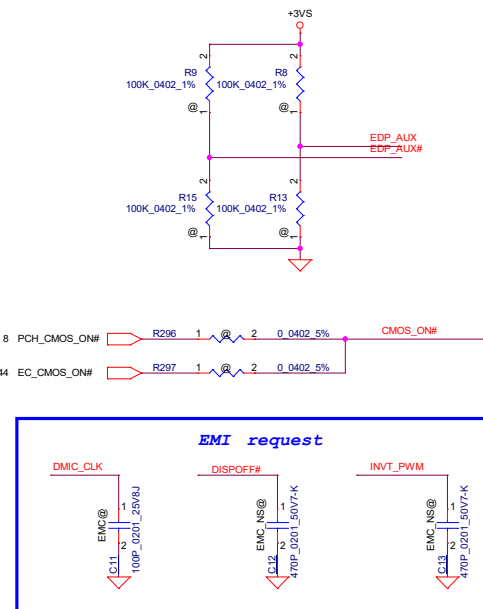 +3VS
2
2
R9
R8
100K_0402_1%
100K_0402_1%
@
1
@
1
EDP_AUX
EDP_AUX#
2
2
R15
R13
100K_0402_1%
100K_0402_1%
@
1
@
1
8 PCH_CMOS_ON# R296 1 @ 2 0_0402_5% CMOS_ON#
44 EC_CMOS_ON# R297 1 @ 2 0_0402_5%
EMI request
DMIC_CLK
DISPOFF#
INVT_PWM
EMC@
1
2
C11
100P_0201_25V8J
EMC_NS@
1
2
C12
470P_0201_50V7-K
EMC_NS@
1
2
C13
470P_0201_50V7-K